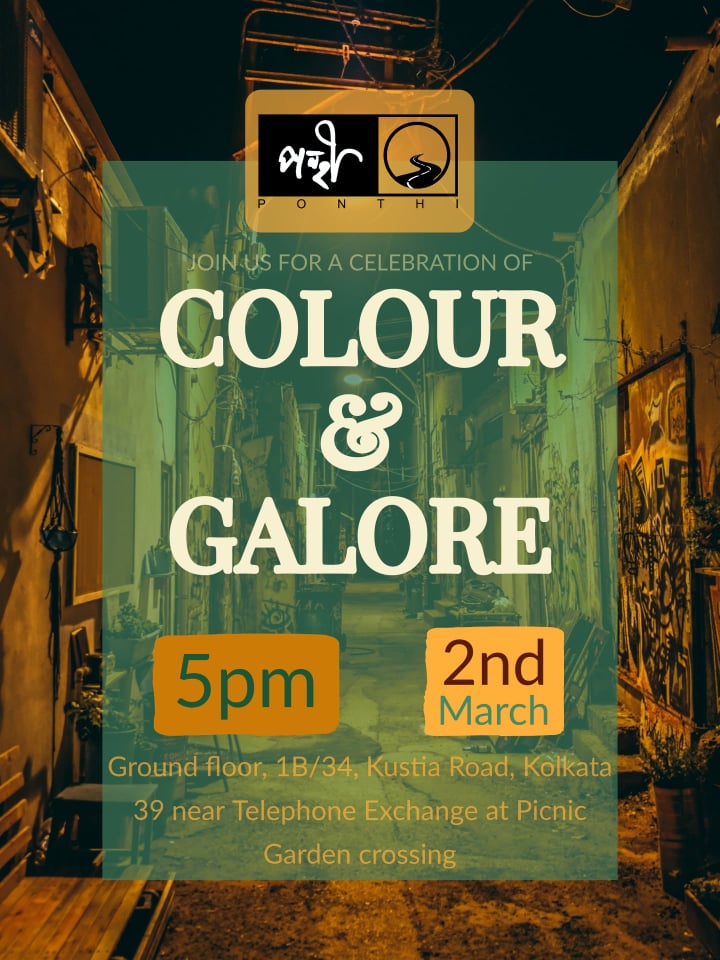 পন্থী
PONTHI
JOIN US FOR A CELEBRATION OF
COLOUR
&
GALORE
5pm
2nd
March
Ground floor, 1B/34, Kustia Road, Kolkata
39 near Telephone Exchange at Picnic
Garden crossing